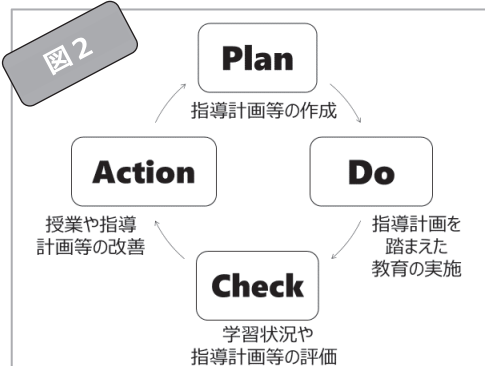 図2
Plan
指導計画等の作成
Do
指導計画を
踏まえた
教育の実施
Check
学習状況や
指導計画等の評価
Action
授業や指導
計画等の改善